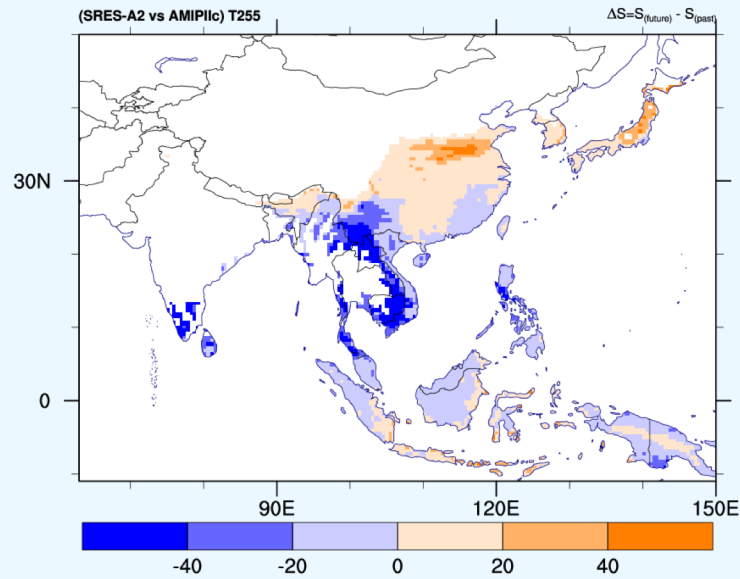 (SRES-A2 vs AMIPIIc) T255
ΔS=S(future) - S(past)
30N
0
90E
120E
150E
-40
-20
0
20
40